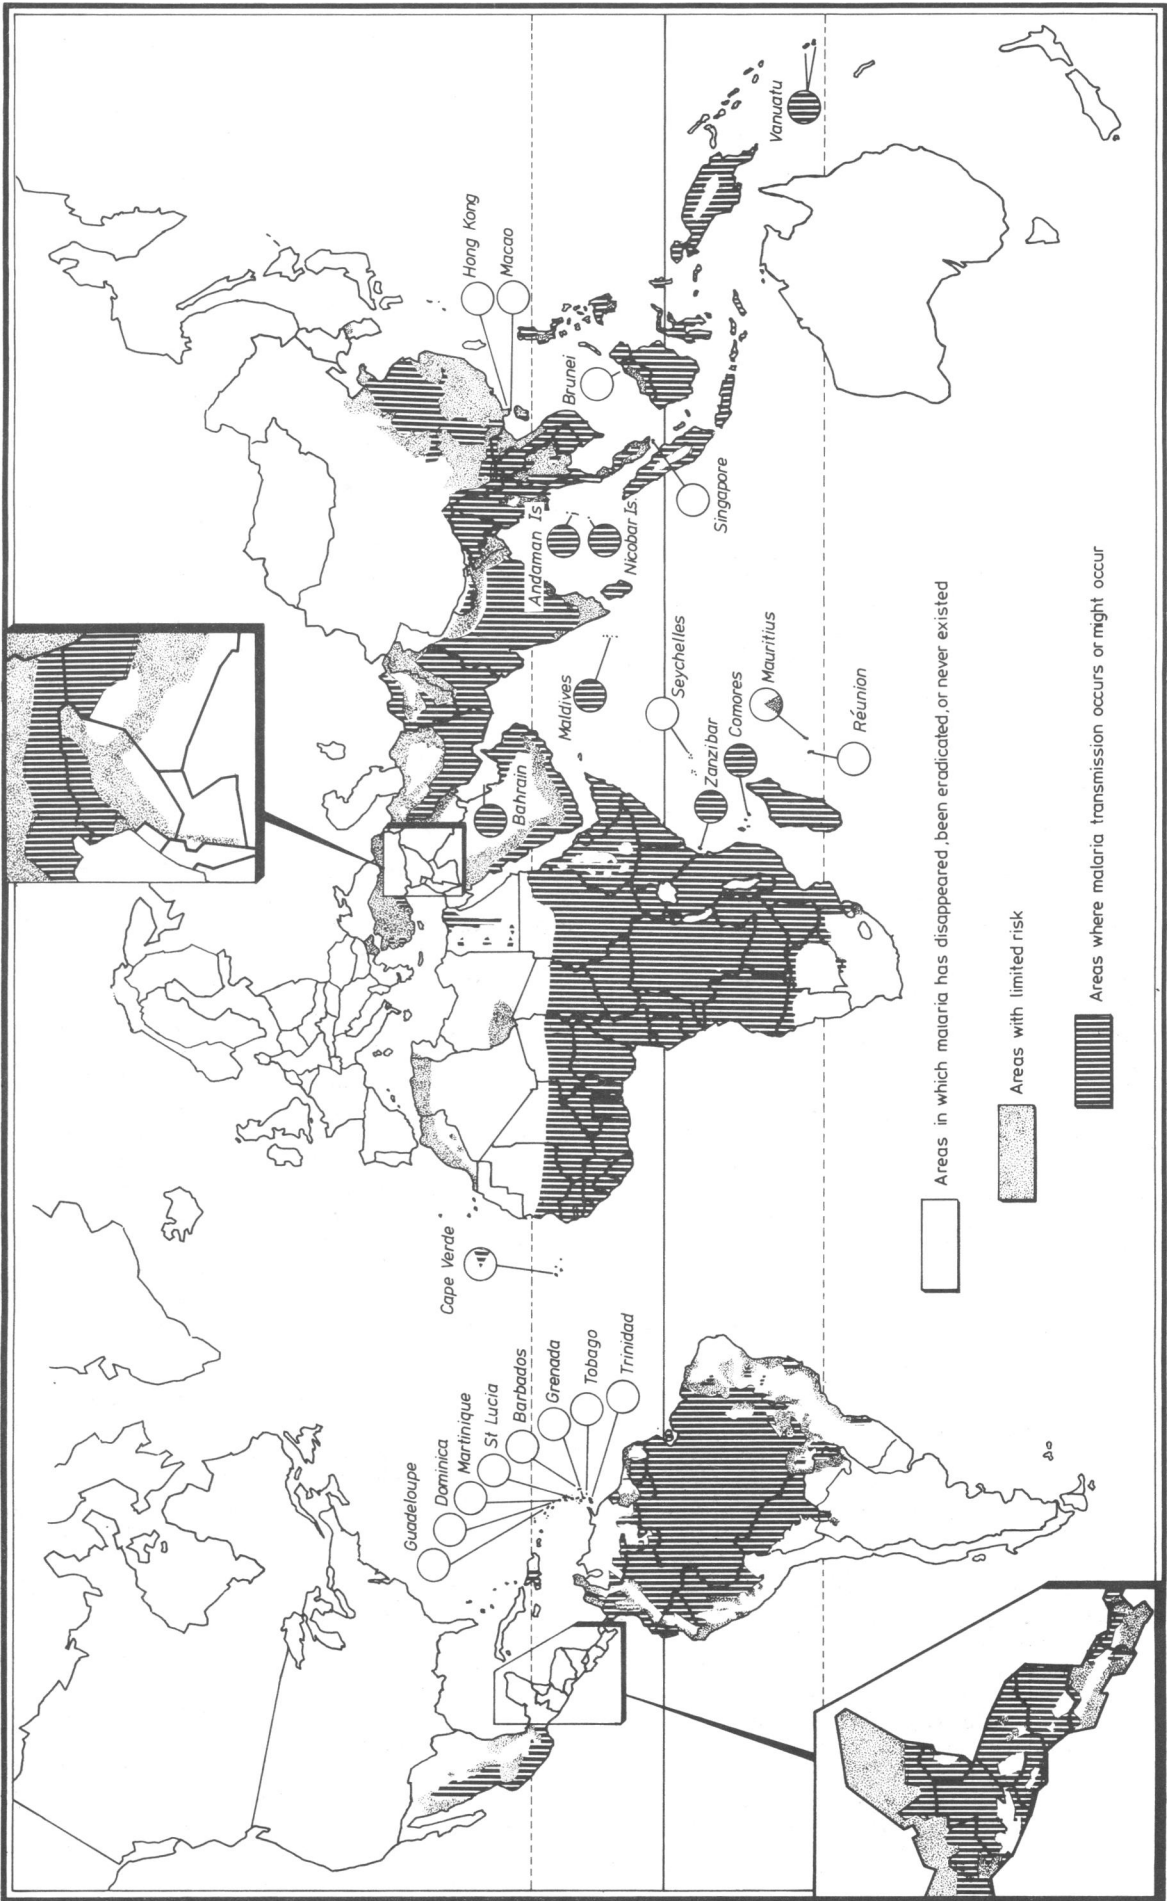 Guadeloupe
Dominica
Martinique
St Lucia
Barbados
Grenada
Tobago
Trinidad
Cape Verde
Bahrain
Zanzibar
Comores
Seychelles
Mauritius
Réunion
Maldives
Andaman Is.
Nicobar Is.
Singapore
Brunei
Hong Kong
Macao
Vanuatu
Areas in which malaria has disappeared, been eradicated, or never existed
Areas with limited risk
Areas where malaria transmission occurs or might occur